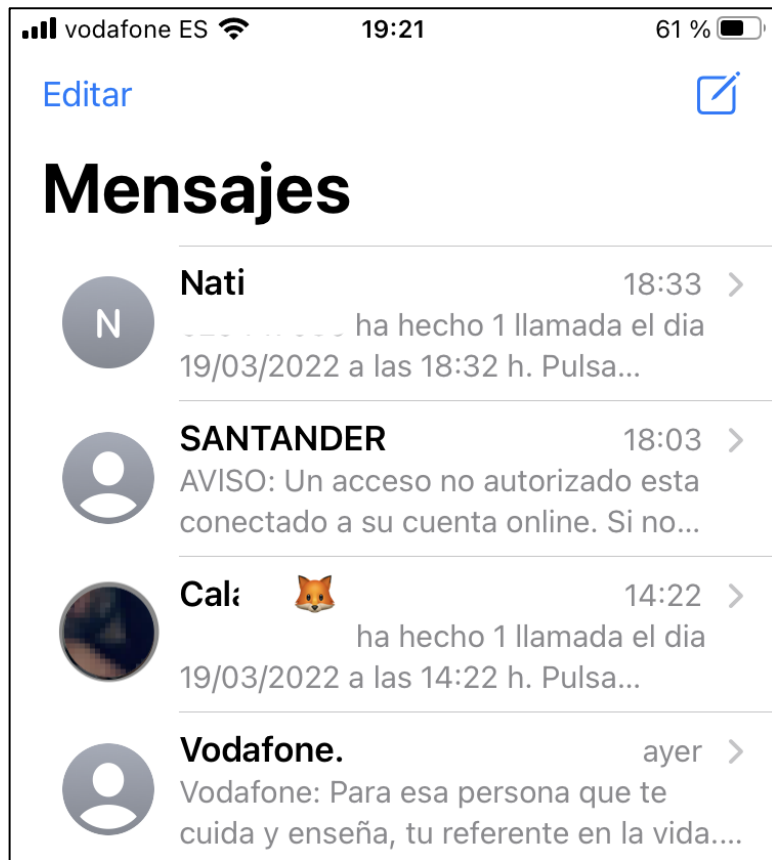 vodafone ES 19:21 61 %
Editar
Mensajes
Nati 18:33
N
ha hecho 1 llamada el dia
19/03/2022 a las 18:32 h. Pulsa...
SANTANDER 18:03
AVISO: Un acceso no autorizado esta
conectado a su cuenta online. Si no...
14:22
ha hecho 1 llamada el dia
19/03/2022 a las 14:22 h. Pulsa...
Vodafone. ayer
Vodafone: Para esa persona que te
cuida y enseña, tu referente en la vida....